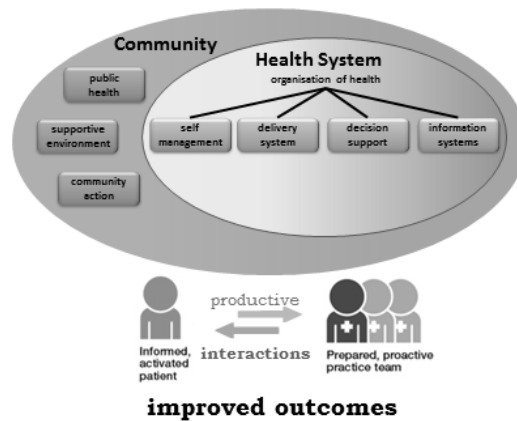 Community
Health System
organisation of health
public
health
supportive
environment
community
action
self
management
delivery
system
decision
support
information
systems
productive
interactions
Informed,
activated
patient
Prepared, proactive
practice team
improved outcomes